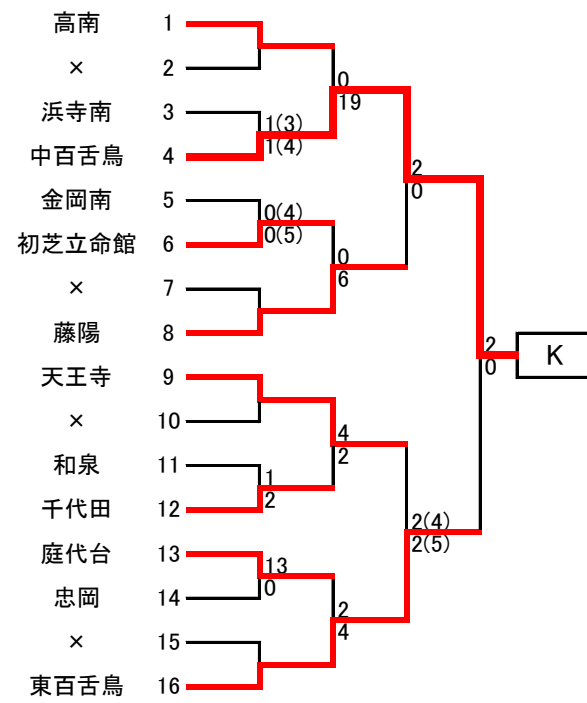 高南 1
× 2
浜寺南 3
中百舌鳥 4
金岡南 5
初芝立命館 6
× 7
藤陽 8
天王寺 9
× 10
和泉 11
千代田 12
庭代台 13
忠岡 14
× 15
東百舌鳥 16
1(3)
1(4)
0(4)
0(5)
1
2
13
0
0
19
0
6
4
2
2
4
2
0
2(4)
2(5)
2
0
K